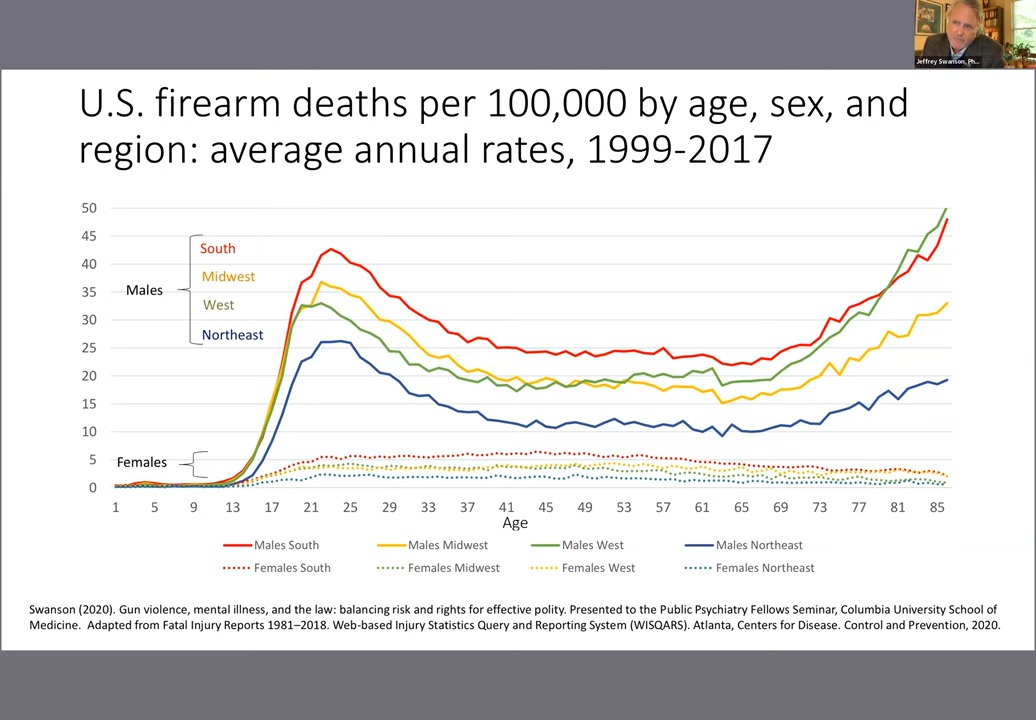 Jeffrey Swanson, Ph...
U.S. firearm deaths per 100,000 by age, sex, and
region: average annual rates, 1999-2017
50
45
40
35
30
25
20
15
10
5
0
Males
South
Midwest
West
Northeast
Females
1 5 9 13 17 21 25 29 33 37 41 45 49 53 57 61 65 69 73 77 81 85
Age
Males South Males Midwest Males West Males Northeast
Females South Females Midwest Females West Females Northeast
Swanson (2020). Gun violence, mental illness, and the law: balancing risk and rights for effective polity. Presented to the Public Psychiatry Fellows Seminar, Columbia University School of
Medicine. Adapted from Fatal Injury Reports 1981–2018. Web-based Injury Statistics Query and Reporting System (WISQARS). Atlanta, Centers for Disease. Control and Prevention, 2020.